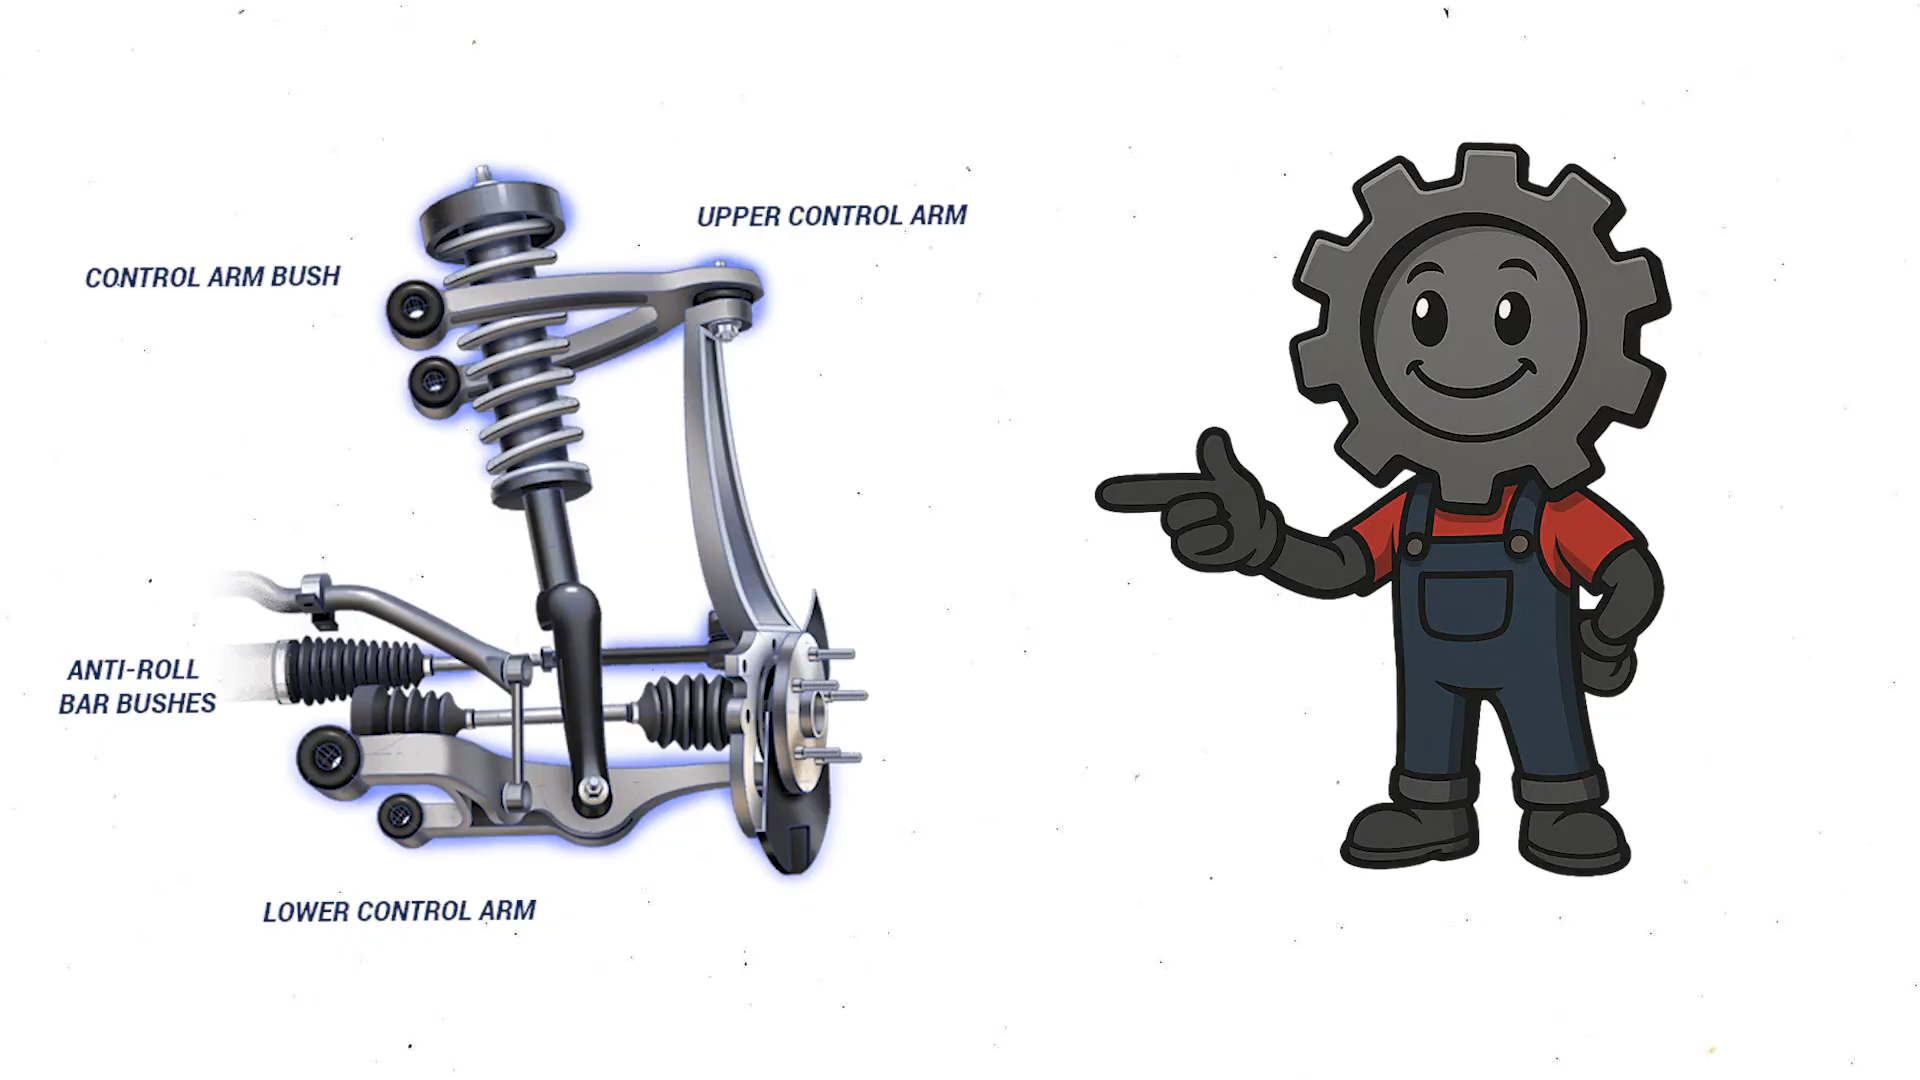 UPPER CONTROL ARM
CONTROL ARM BUSH
ANTI-ROLL
BAR BUSHES
LOWER CONTROL ARM